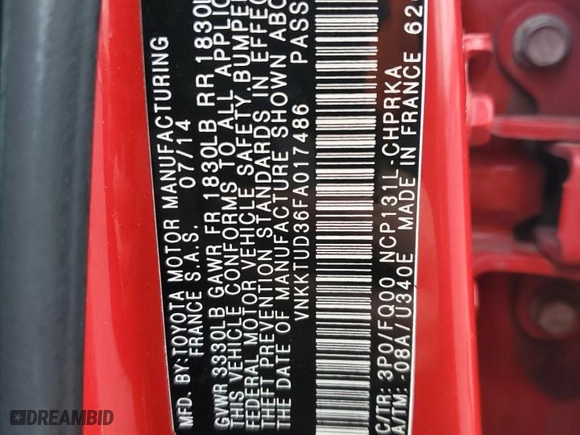 MFD.BY:TOYOTA MOTOR MANUFACTURING
FRANCE S.A.S. 07/14
GVWR 3330LB GAWR FR 1830LB RR 1830L
THIS VEHICLE CONFORMS TO ALL APPLIC
FEDERAL MOTOR VEHICLE SAFETY,BUMPE
THEFT PREVENTION STANDARDS IN EFFEC
THE DATE OF MANUFACTURE SHOWN ABO
VNKKTUD36FA017486 PASS
C/TR: 3P0/FQ00 NCP131L-CHPRKA
A/TM: 08A/U340E MADE IN FRANCE 62
DREAMBID